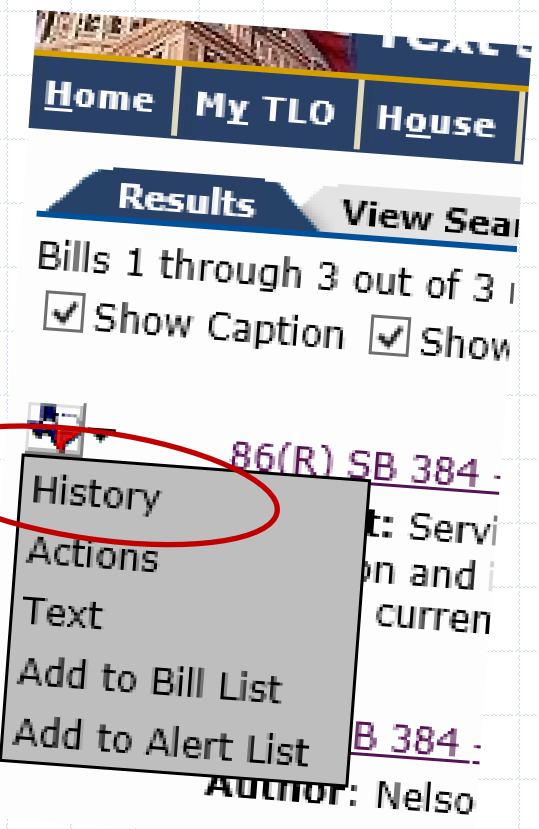 Text
Home My TLO House
Results View Sear
Bills 1 through 3 out of 3
Show Caption Show
86(R) SB 384 -
History
t: Servi
Actions
on and
Text
curren
Add to Bill List
Add to Alert List
B 384 -
Author: Nelso